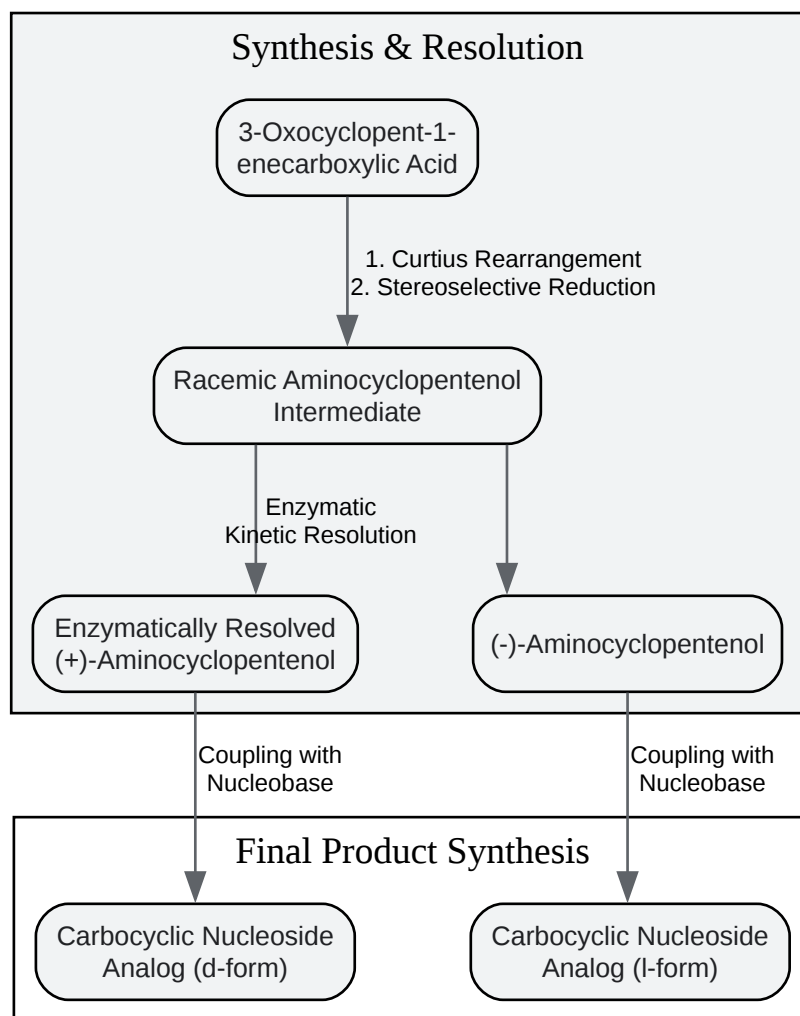 Synthesis & Resolution
3-Oxocyclopent-1-
enecarboxylic Acid
1. Curtius Rearrangement
2. Stereoselective Reduction
Racemic Aminocyclopentenol
Intermediate
Enzymatic
Kinetic Resolution
Enzymatically Resolved
(+)-Aminocyclopentenol
(-)-Aminocyclopentenol
Coupling with
Nucleobase
Coupling with
Nucleobase
Final Product Synthesis
Carbocyclic Nucleoside
Analog (d-form)
Carbocyclic Nucleoside
Analog (l-form)